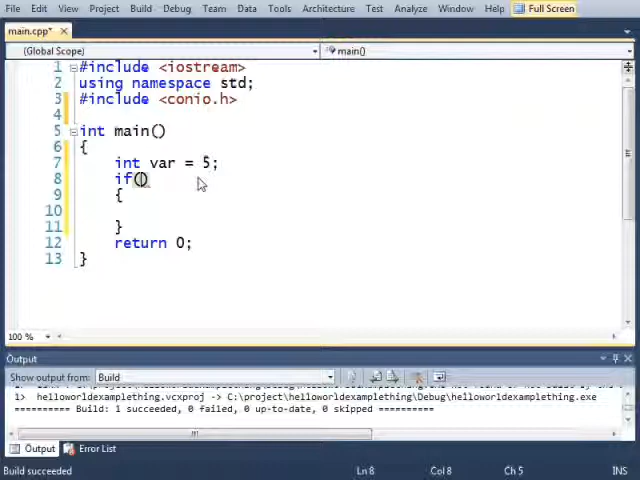 File Edit View Project Build Debug Team Data Tools Architecture Test Analyze Window Help Full Screen
main.cpp*
(Global Scope) main()
1 #include <iostream>
2 using namespace std;
3 #include <conio.h>
4
5 int main()
6 {
7 int var = 5;
8 if()
9 {
10
11 }
12 return 0;
13 }
100 %
Output
Show output from: Build
1> helloworldexamplething.vcxproj -> C:\project\helloworldexamplething\Debug\helloworldexamplething.exe
========== Build: 1 succeeded, 0 failed, 0 up-to-date, 0 skipped ==========
Output Error List
Build succeeded Ln 8 Col 8 Ch 5 INS